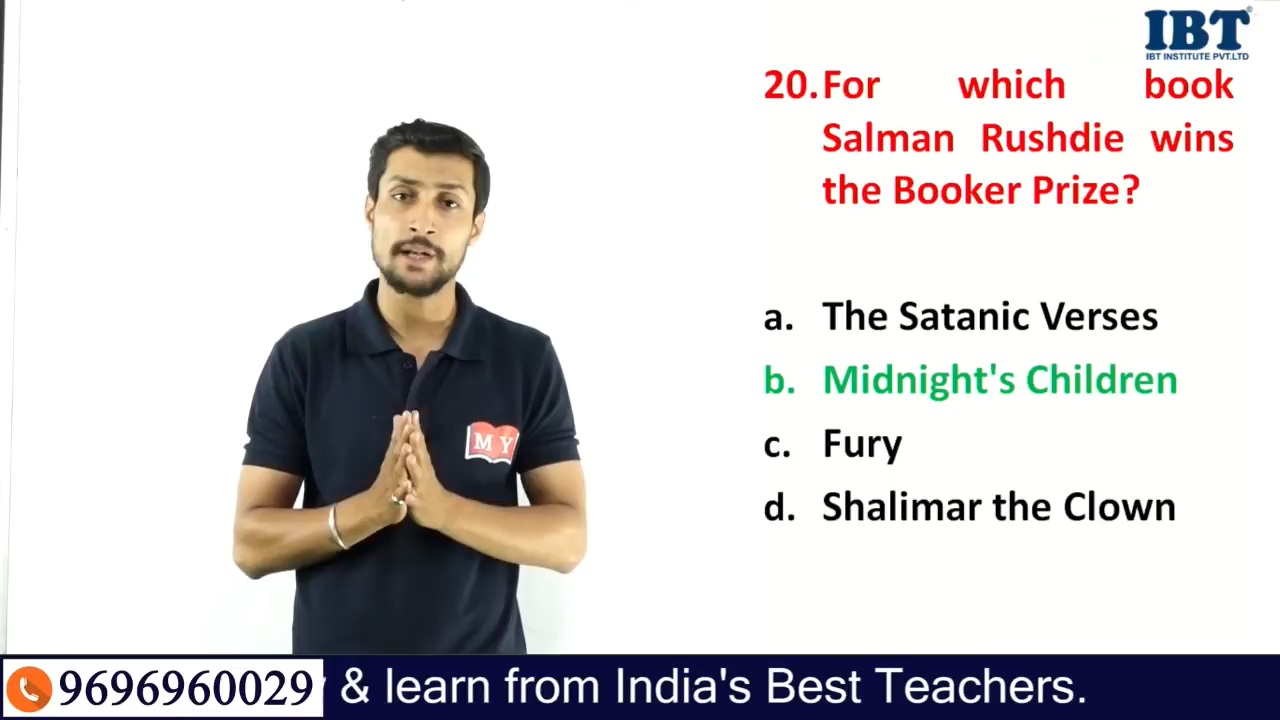 IBT
IBT INSTITUTE PVT.LTD
20. For which book
Salman Rushdie wins
the Booker Prize?
a. The Satanic Verses
b. Midnight's Children
c. Fury
d. Shalimar the Clown
M Y
9696960029
& learn from India's Best Teachers.